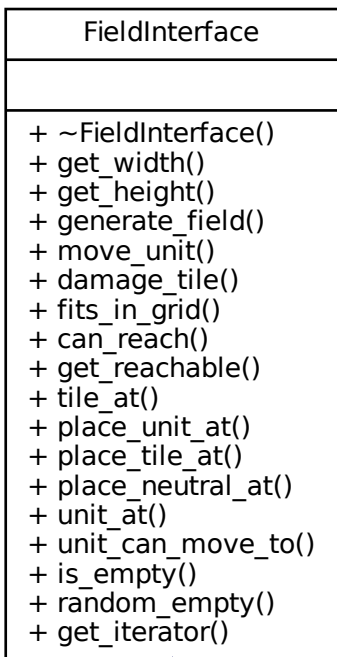 FieldInterface
+ ~FieldInterface()
+ get_width()
+ get_height()
+ generate_field()
+ move_unit()
+ damage_tile()
+ fits_in_grid()
+ can_reach()
+ get_reachable()
+ tile_at()
+ place_unit_at()
+ place_tile_at()
+ place_neutral_at()
+ unit_at()
+ unit_can_move_to()
+ is_empty()
+ random_empty()
+ get_iterator()